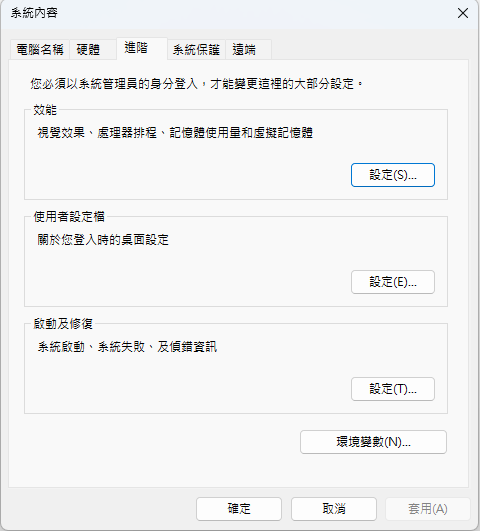 系統內容
電腦名稱 硬體 進階 系統保護 遠端
您必須以系統管理員的身分登入，才能變更這裡的大部分設定。
效能
視覺效果、處理器排程、記憶體使用量和虛擬記憶體
設定(S)...
使用者設定檔
關於您登入時的桌面設定
設定(E)...
啟動及修復
系統啟動、系統失敗、及偵錯資訊
設定(T)...
環境變數(N)...
確定 取消 套用(A)